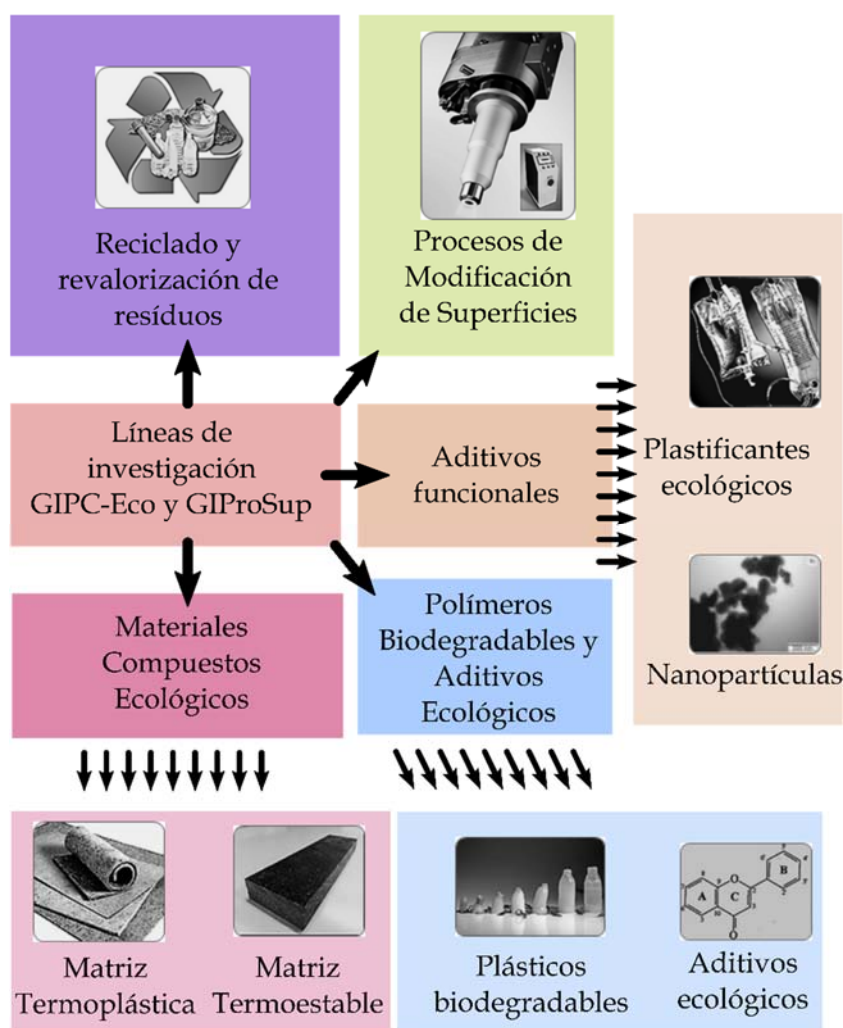 Reciclado y
revalorización de
resíduos
Procesos de
Modificación
de Superficies
Líneas de
investigación
GIPC-Eco y GIProSup
Aditivos
funcionales
Plastificantes
ecológicos
Nanopartículas
Materiales
Compuestos
Ecológicos
Polímeros
Biodegradables y
Aditivos
Ecológicos
Matriz
Termoplástica
Matriz
Termoestable
Plásticos
biodegradables
A
C
B
O
O
Aditivos
ecológicos